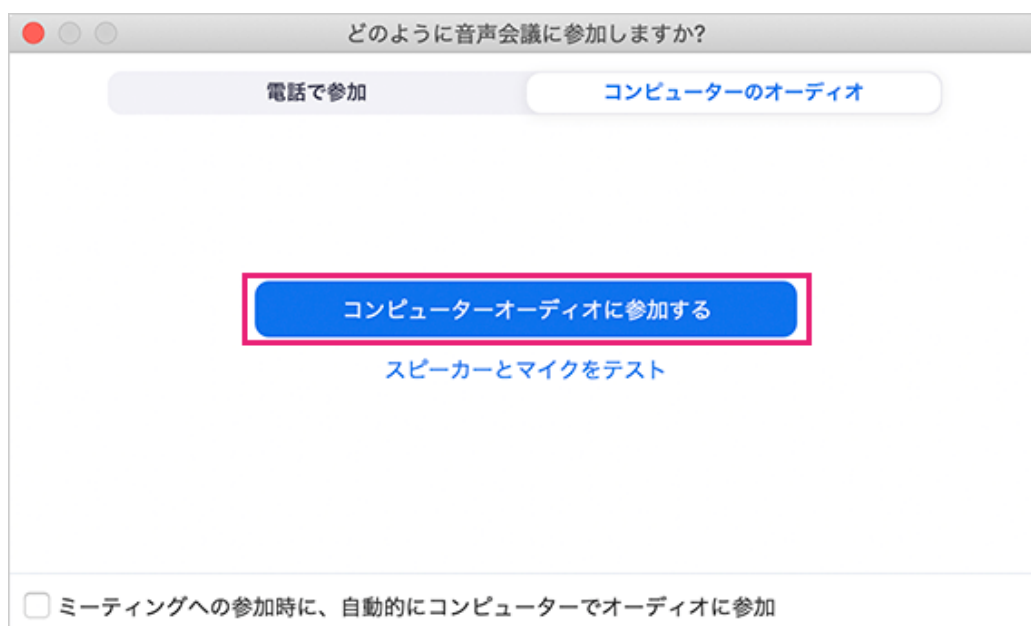 どのように音声会議に参加しますか?
電話で参加
コンピューターのオーディオ
コンピューターオーディオに参加する
スピーカーとマイクをテスト
ミーティングへの参加時に、自動的にコンピューターでオーディオに参加